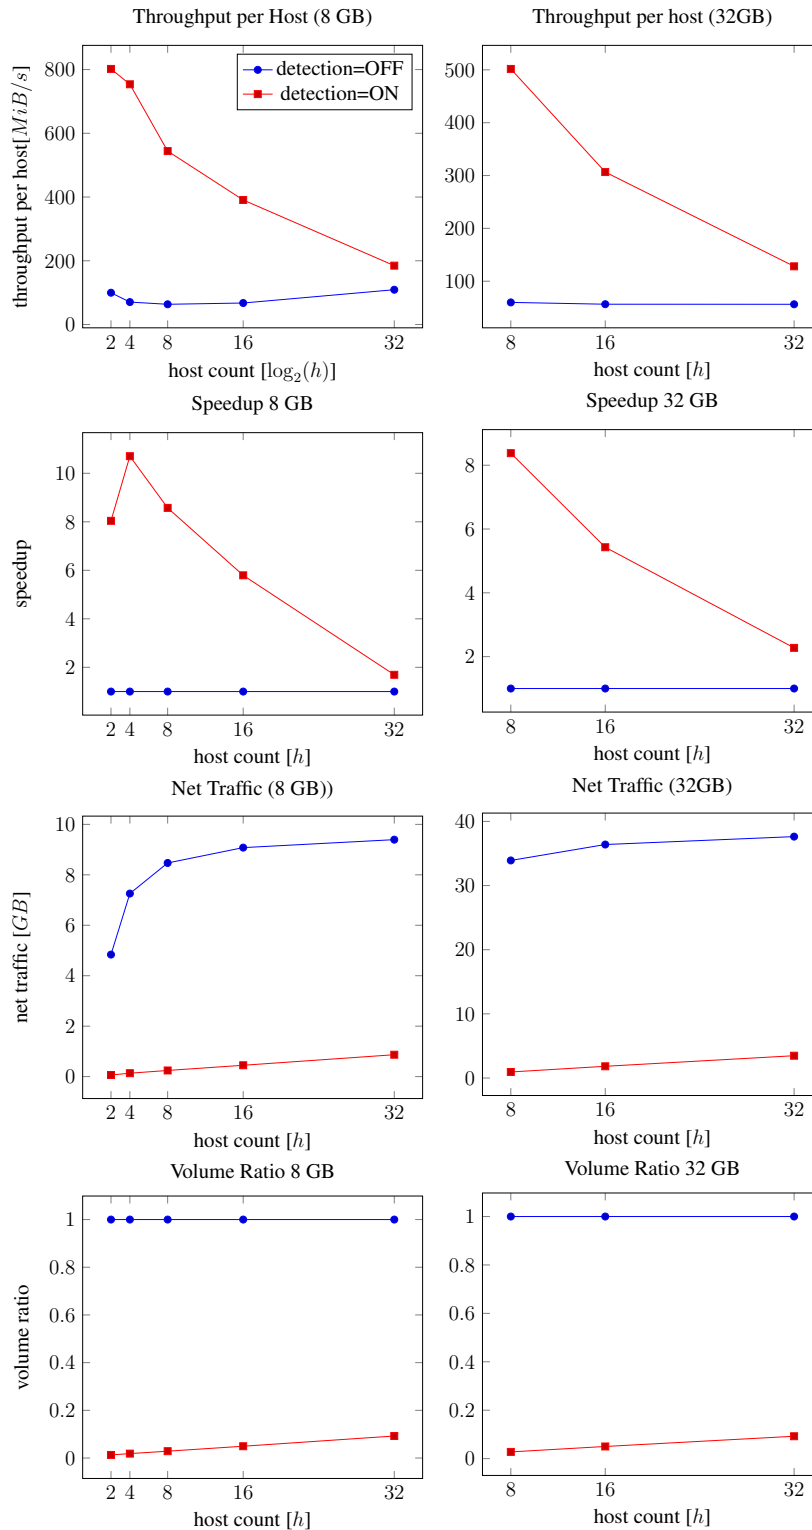 Throughput per Host (8 GB)
throughput per host[MiB/s]
800
600
400
200
0
detection=OFF
detection=ON
2 4 8 16 32
host count [log₂(h)]
Throughput per host (32GB)
500
400
300
200
100
8 16 32
host count [h]
Speedup 8 GB
speedup
10
8
6
4
2
2 4 8 16 32
host count [h]
Speedup 32 GB
8
6
4
2
8 16 32
host count [h]
Net Traffic (8 GB))
net traffic [GB]
10
8
6
4
2
0
2 4 8 16 32
host count [h]
Net Traffic (32GB)
40
30
20
10
0
8 16 32
host count [h]
Volume Ratio 8 GB
volume ratio
1
0.8
0.6
0.4
0.2
0
2 4 8 16 32
host count [h]
Volume Ratio 32 GB
1
0.8
0.6
0.4
0.2
0
8 16 32
host count [h]